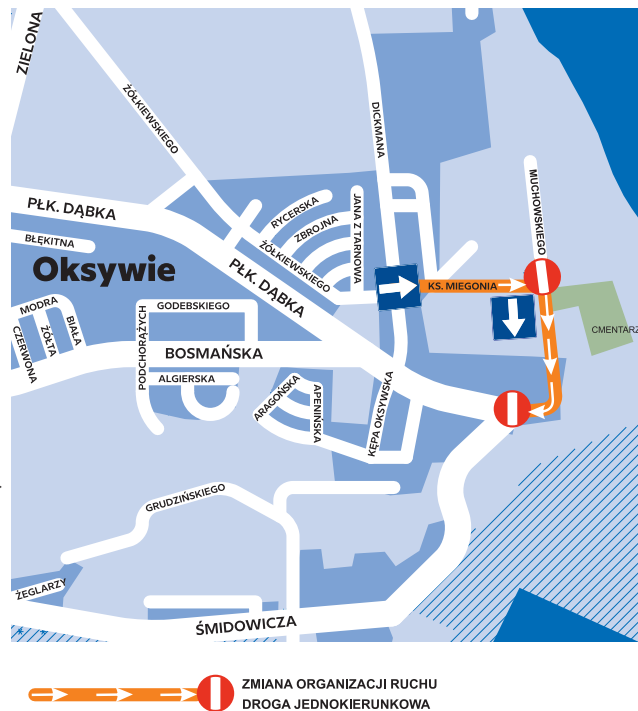 ZIELONA
ŻÓŁKIEWSKIEGO
DICKMANA
MUCHOWSKIEGO
PŁK. DĄBKA
RYCERSKA
ZBROJNA
JANA Z TARNOWA
BŁĘKITNA
ŻÓŁKIEWSKIEGO
PŁK. DĄBKA
Oksywie
KS. MIEGONIA
MODRA
BIAŁA
ŻÓŁTA
CZERWONA
PODCHORĄŻYCH
GODEBSKIEGO
CMENTARZ
BOSMAŃSKA
ALGIERSKA
ARAGOŃSKA
APENIŃSKA
KĘPA OKSYWSKA
GRUDZIŃSKIEGO
ŻEGLARZY
ŚMIDOWICZA
ZMIANA ORGANIZACJI RUCHU
DROGA JEDNOKIERUNKOWA